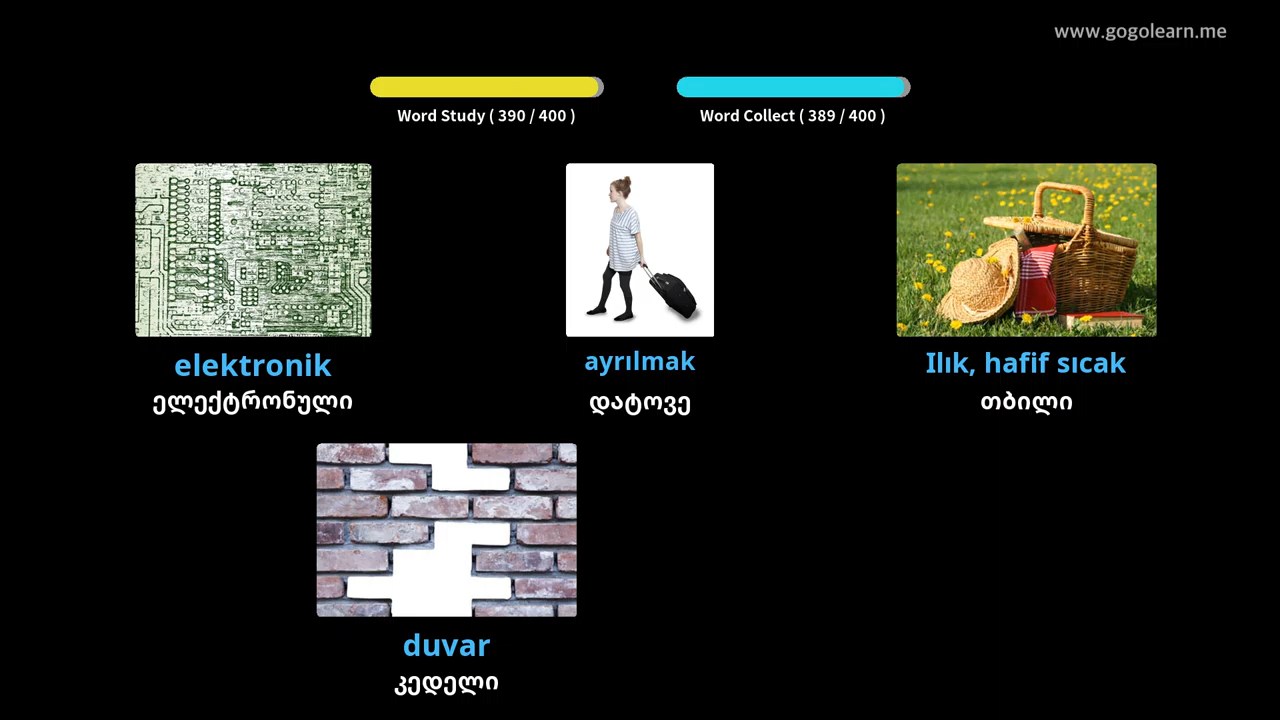 www.gogolearn.me
Word Study ( 390 / 400 )
Word Collect ( 389 / 400 )
elektronik
ელექტრონული
ayrılmak
დატოვე
Ilık, hafif sıcak
თბილი
duvar
კედელი